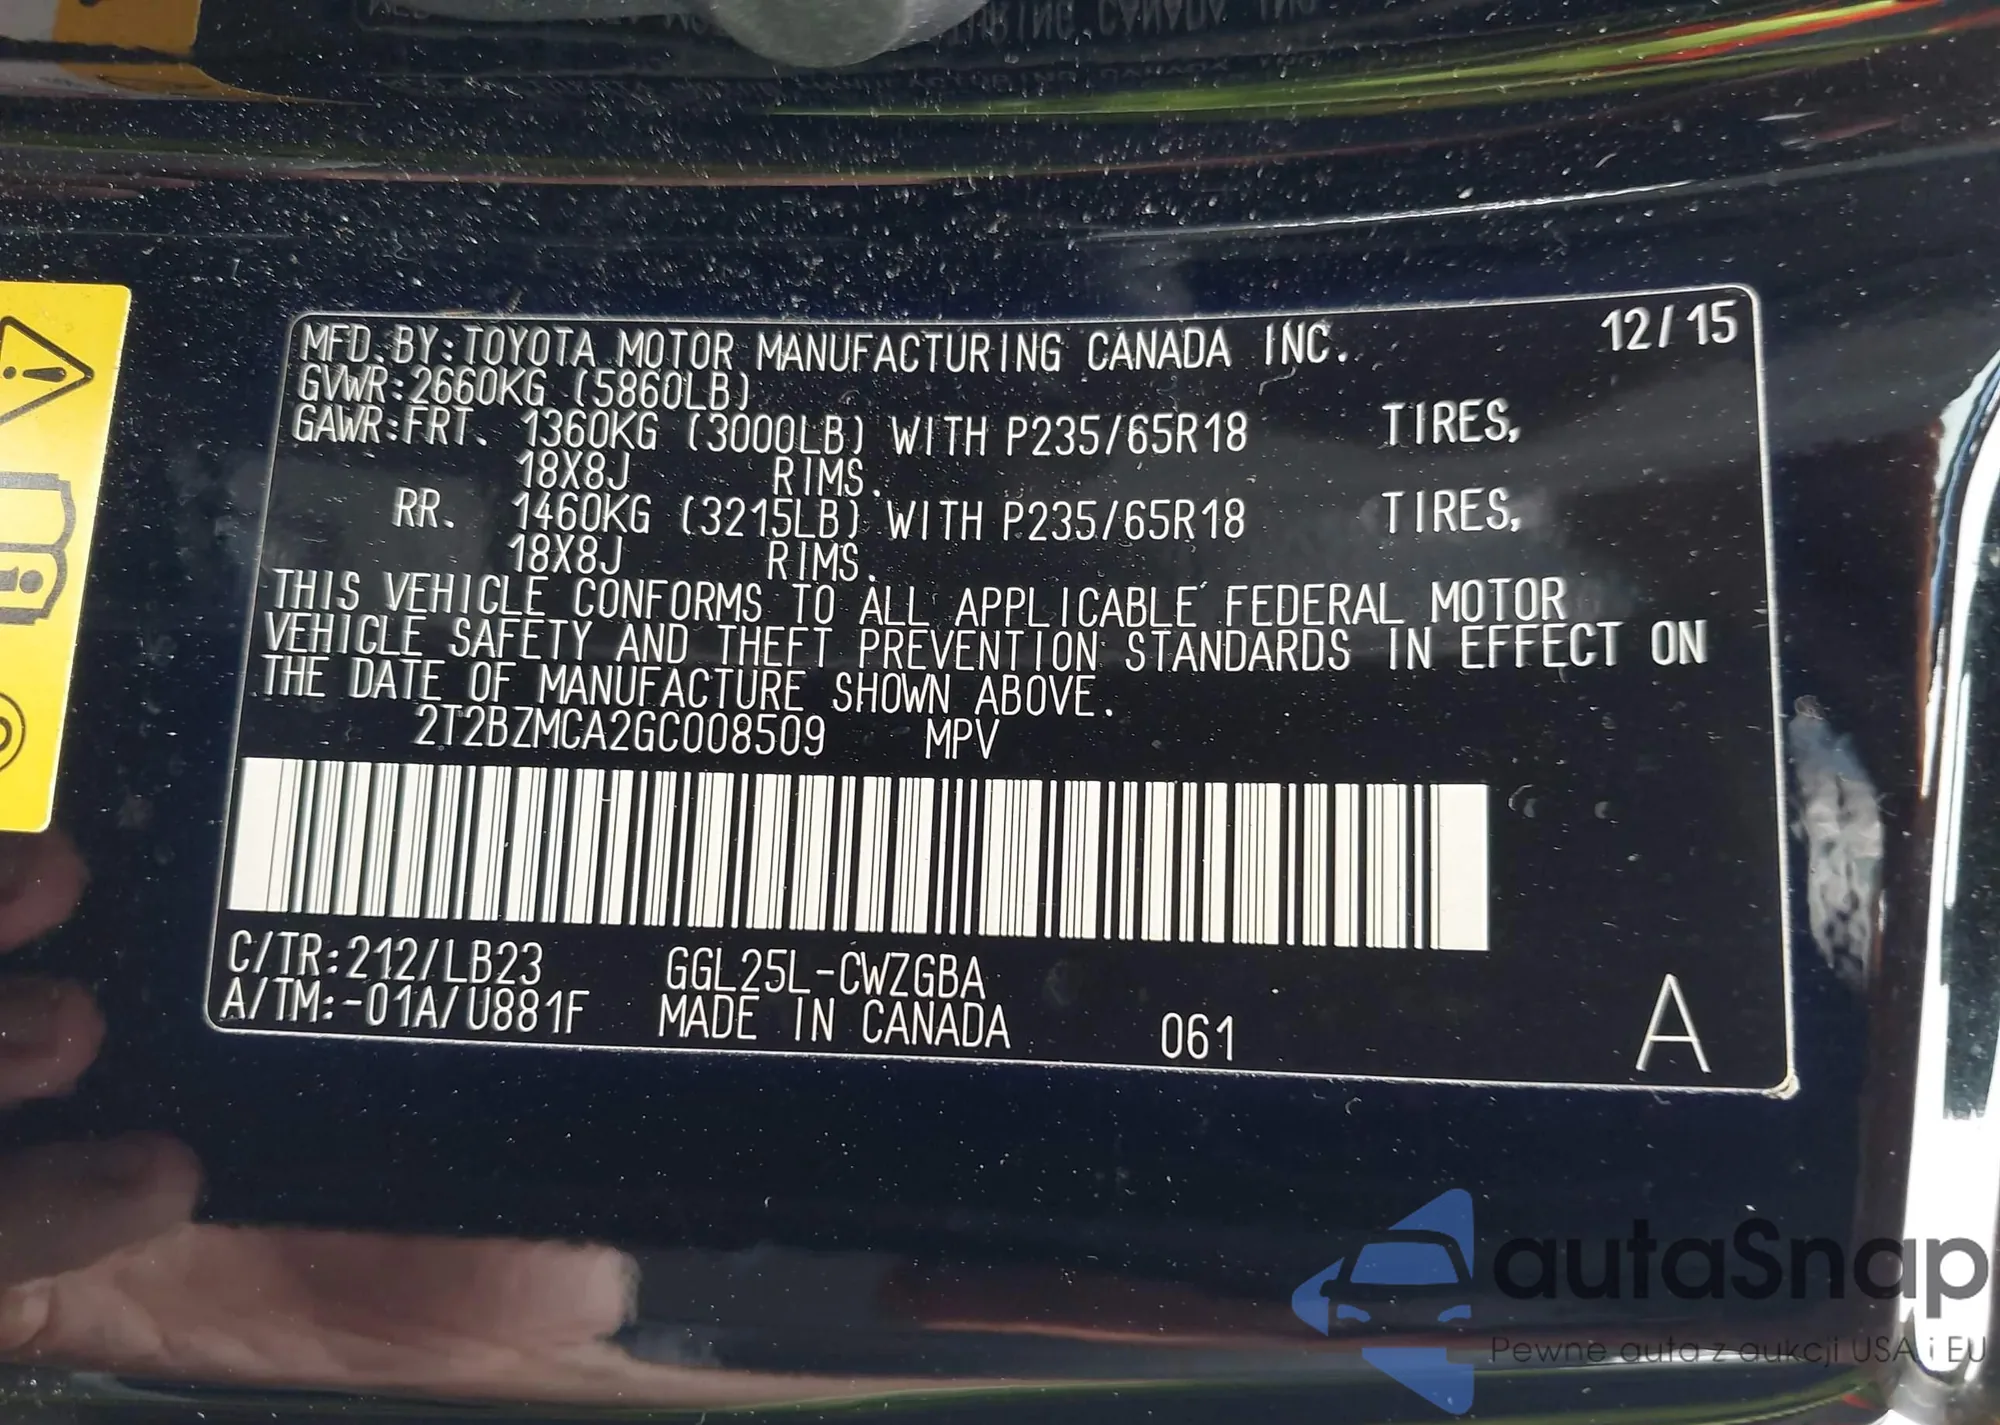 MFD. BY: TOYOTA MOTOR MANUFACTURING CANADA INC. 12/15
GVWR: 2660KG (5860LB)
GAWR: FRT. 1360KG (3000LB) WITH P235/65R18 TIRES,
18X8J RIMS.
RR. 1460KG (3215LB) WITH P235/65R18 TIRES,
18X8J RIMS.
THIS VEHICLE CONFORMS TO ALL APPLICABLE FEDERAL MOTOR
VEHICLE SAFETY AND THEFT PREVENTION STANDARDS IN EFFECT ON
THE DATE OF MANUFACTURE SHOWN ABOVE.
2T2BZMCA2GC008509 MPV
C/TR: 212/LB23 GGL25L-CWZGBA
A/TM: -01A/U881F MADE IN CANADA 061 A
autaSnap
Pewne auta z aukcji USA i EU